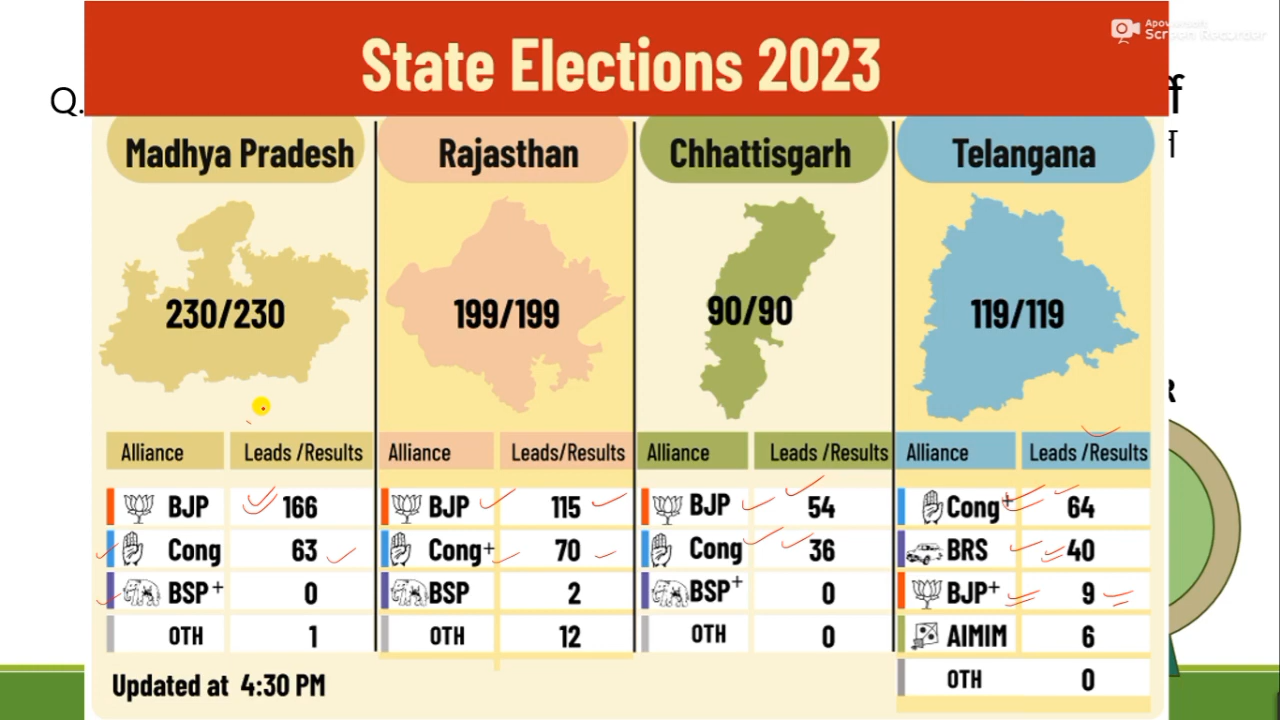 Apowersoft
Screen Recorder
State Elections 2023
Q.
Madhya Pradesh
Rajasthan
Chhattisgarh
Telangana
230/230
199/199
90/90
119/119
Alliance Leads /Results Alliance Leads/Results Alliance Leads /Results Alliance Leads /Results
BJP 166 BJP 115 BJP 54 Cong+ 64
Cong 63 Cong+ 70 Cong 36 BRS 40
BSP+ 0 BSP 2 BSP+ 0 BJP+ 9
OTH 1 OTH 12 OTH 0 AIMIM 6
OTH 0
Updated at 4:30 PM